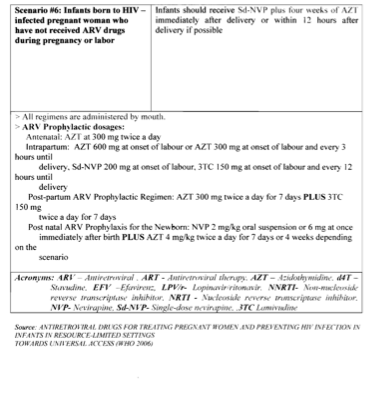 Scenario #6: Infants born to HIV –
infected pregnant woman who
have not received ARV drugs
during pregnancy or labor
Infants should receive Sd-NVP plus four weeks of AZT
immediately after delivery or within 12 hours after
delivery if possible
> All regimens are administered by mouth.
> ARV Prophylactic dosages:
Antenatal: AZT at 300 mg twice a day
Intrapartum: AZT 600 mg at onset of labour or AZT 300 mg at onset of labour and every 3
hours until
delivery, Sd-NVP 200 mg at onset of labour, 3TC 150 mg at onset of labour and every 12
hours until
delivery
Post-partum ARV Prophylactic Regimen: AZT 300 mg twice a day for 7 days PLUS 3TC
150 mg
twice a day for 7 days
Post natal ARV Prophylaxis for the Newborn: NVP 2 mg/kg oral suspension or 6 mg at once
immediately after birth PLUS AZT 4 mg/kg twice a day for 7 days or 4 weeks depending
on the
scenario
Acronyms: ARV – Antiretroviral , ART - Antiretroviral therapy, AZT – Azidothymidine, d4T –
Stavudine, EFV –Efavirenz, LPV/r- Lopinavir/ritonavir. NNRTI- Non-nucleoside
reverse transcriptase inhibitor, NRTI - Nucleoside reverse transcriptase inhibitor,
NVP- Nevirapine, Sd-NVP- Single-dose nevirapine, 3TC Lamivudine
Source: ANTIRETROVIRAL DRUGS FOR TREATING PREGNANT WOMEN AND PREVENTING HIV INFECTION IN
INFANTS IN RESOURCE-LIMITED SETTINGS
TOWARDS UNIVERSAL ACCESS (WHO 2006)